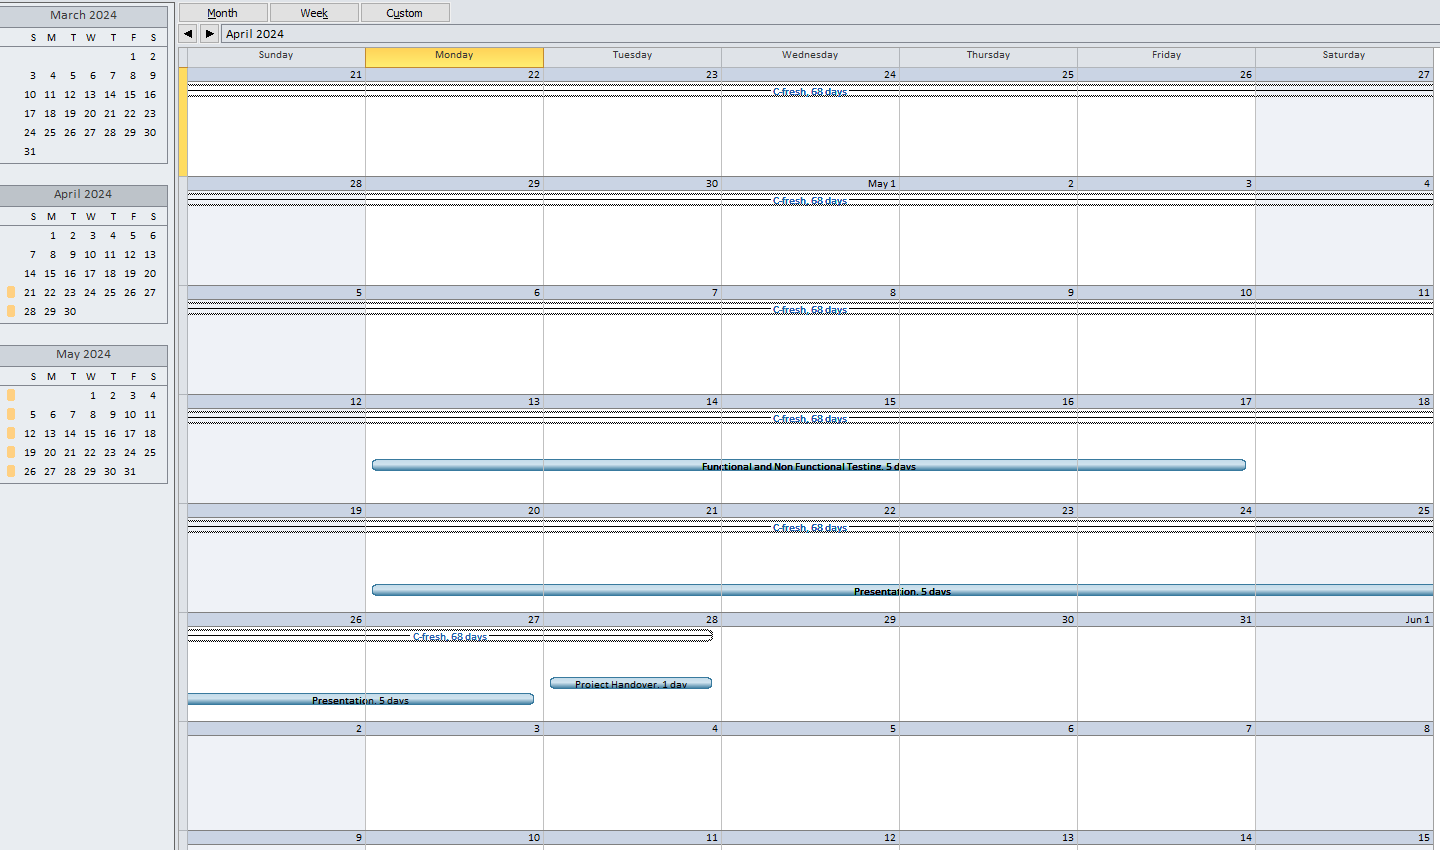 March 2024
S M T W T F S
1 2
3 4 5 6 7 8 9
10 11 12 13 14 15 16
17 18 19 20 21 22 23
24 25 26 27 28 29 30
31
April 2024
S M T W T F S
1 2 3 4 5 6
7 8 9 10 11 12 13
14 15 16 17 18 19 20
21 22 23 24 25 26 27
28 29 30
May 2024
S M T W T F S
1 2 3 4
5 6 7 8 9 10 11
12 13 14 15 16 17 18
19 20 21 22 23 24 25
26 27 28 29 30 31
Month Week Custom
April 2024
Sunday Monday Tuesday Wednesday Thursday Friday Saturday
21 22 23 24 25 26 27
C-fresh, 68 days
28 29 30 May 1 2 3 4
C-fresh, 68 days
5 6 7 8 9 10 11
C-fresh, 68 days
12 13 14 15 16 17 18
C-fresh, 68 days
Functional and Non Functional Testing, 5 days
19 20 21 22 23 24 25
C-fresh, 68 days
Presentation, 5 days
26 27 28 29 30 31 Jun 1
C-fresh, 68 days
Project Handover, 1 day
Presentation, 5 days
2 3 4 5 6 7 8
9 10 11 12 13 14 15